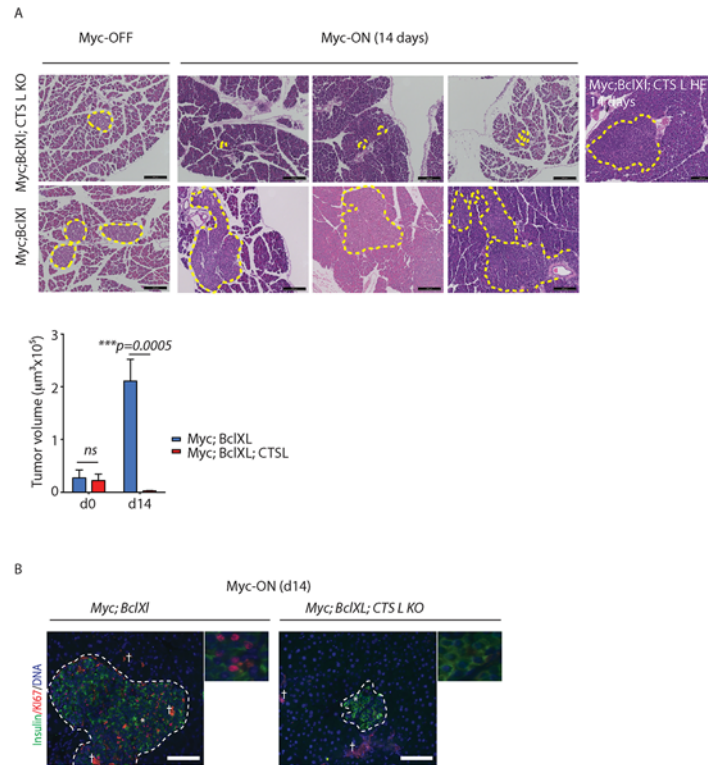 A
Myc-OFF
Myc-ON (14 days)
Myc;BclXl; CTS L KO
Myc;BclXl; CTS L HET
14 days
Myc;BclXl
Tumor volume (µm³x10⁵)
3
2
1
0
***p=0.0005
ns
d0
d14
Myc; BclXL
Myc; BclXL; CTSL
B
Myc-ON (d14)
Myc; BclXl
Myc; BclXL; CTS L KO
Insulin/KI67/DNA